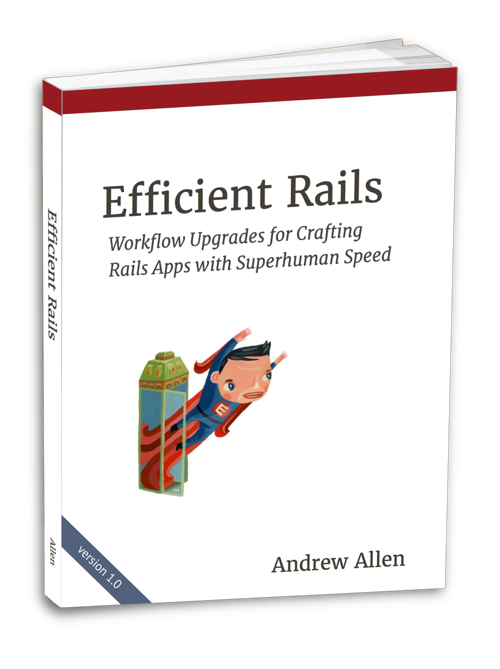 Efficient Rails
Workflow Upgrades for Crafting
Rails Apps with Superhuman Speed
E
Andrew Allen
version 1.0
Efficient Rails
Allen